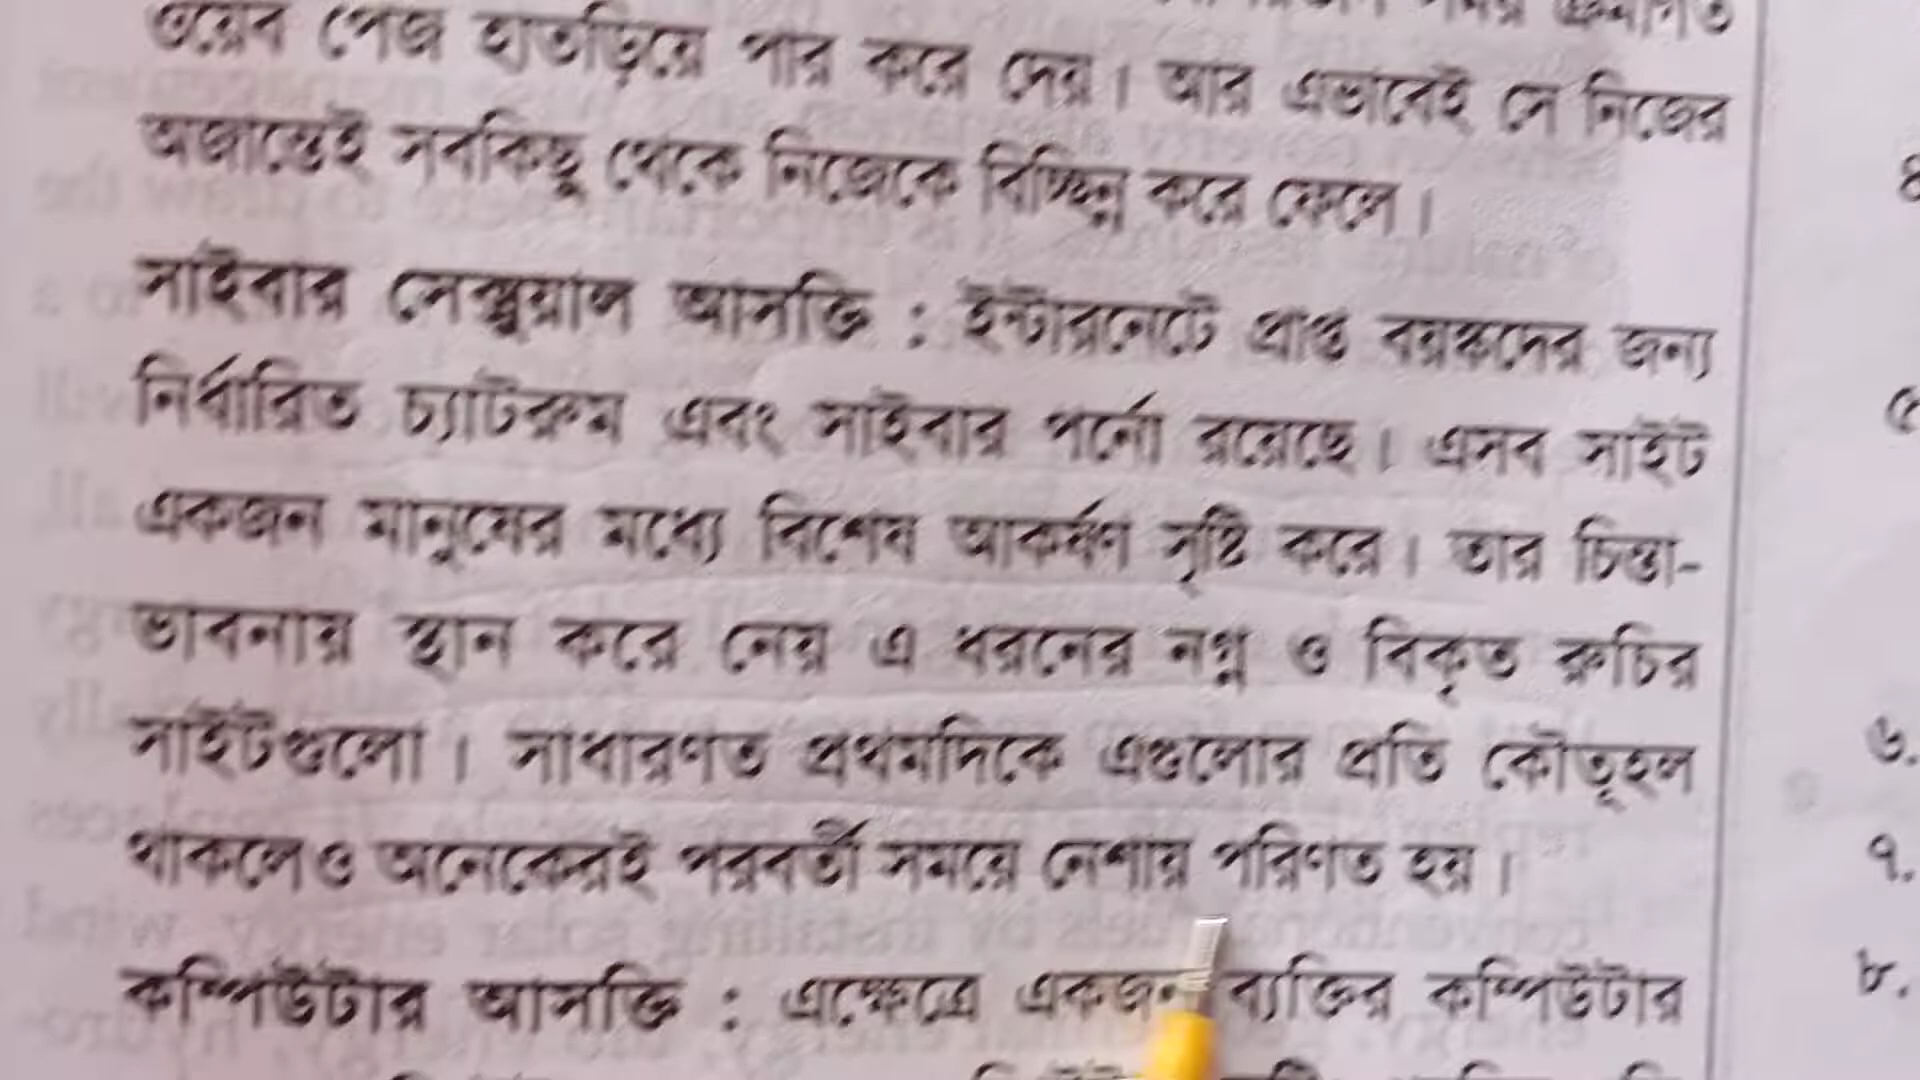 ওয়েব পেজ হাতড়িয়ে পার করে দেয়। আর এভাবেই সে নিজের
অজান্তেই সবকিছু থেকে নিজেকে বিচ্ছিন্ন করে ফেলে।
৪
সাইবার সেক্সুয়াল আসক্তি : ইন্টারনেটে প্রাপ্ত বয়স্কদের জন্য
নির্ধারিত চ্যাটরুম এবং সাইবার পর্নো রয়েছে। এসব সাইট
৫
একজন মানুষের মধ্যে বিশেষ আকর্ষণ সৃষ্টি করে। তার চিন্তা-
ভাবনায় স্থান করে নেয় এ ধরনের নগ্ন ও বিকৃত রুচির
সাইটগুলো। সাধারণত প্রথমদিকে এগুলোর প্রতি কৌতূহল
৬.
থাকলেও অনেকেরই পরবর্তী সময়ে নেশায় পরিণত হয়।
৭.
কম্পিউটার আসক্তি : এক্ষেত্রে একজন ব্যক্তির কম্পিউটার
৮.